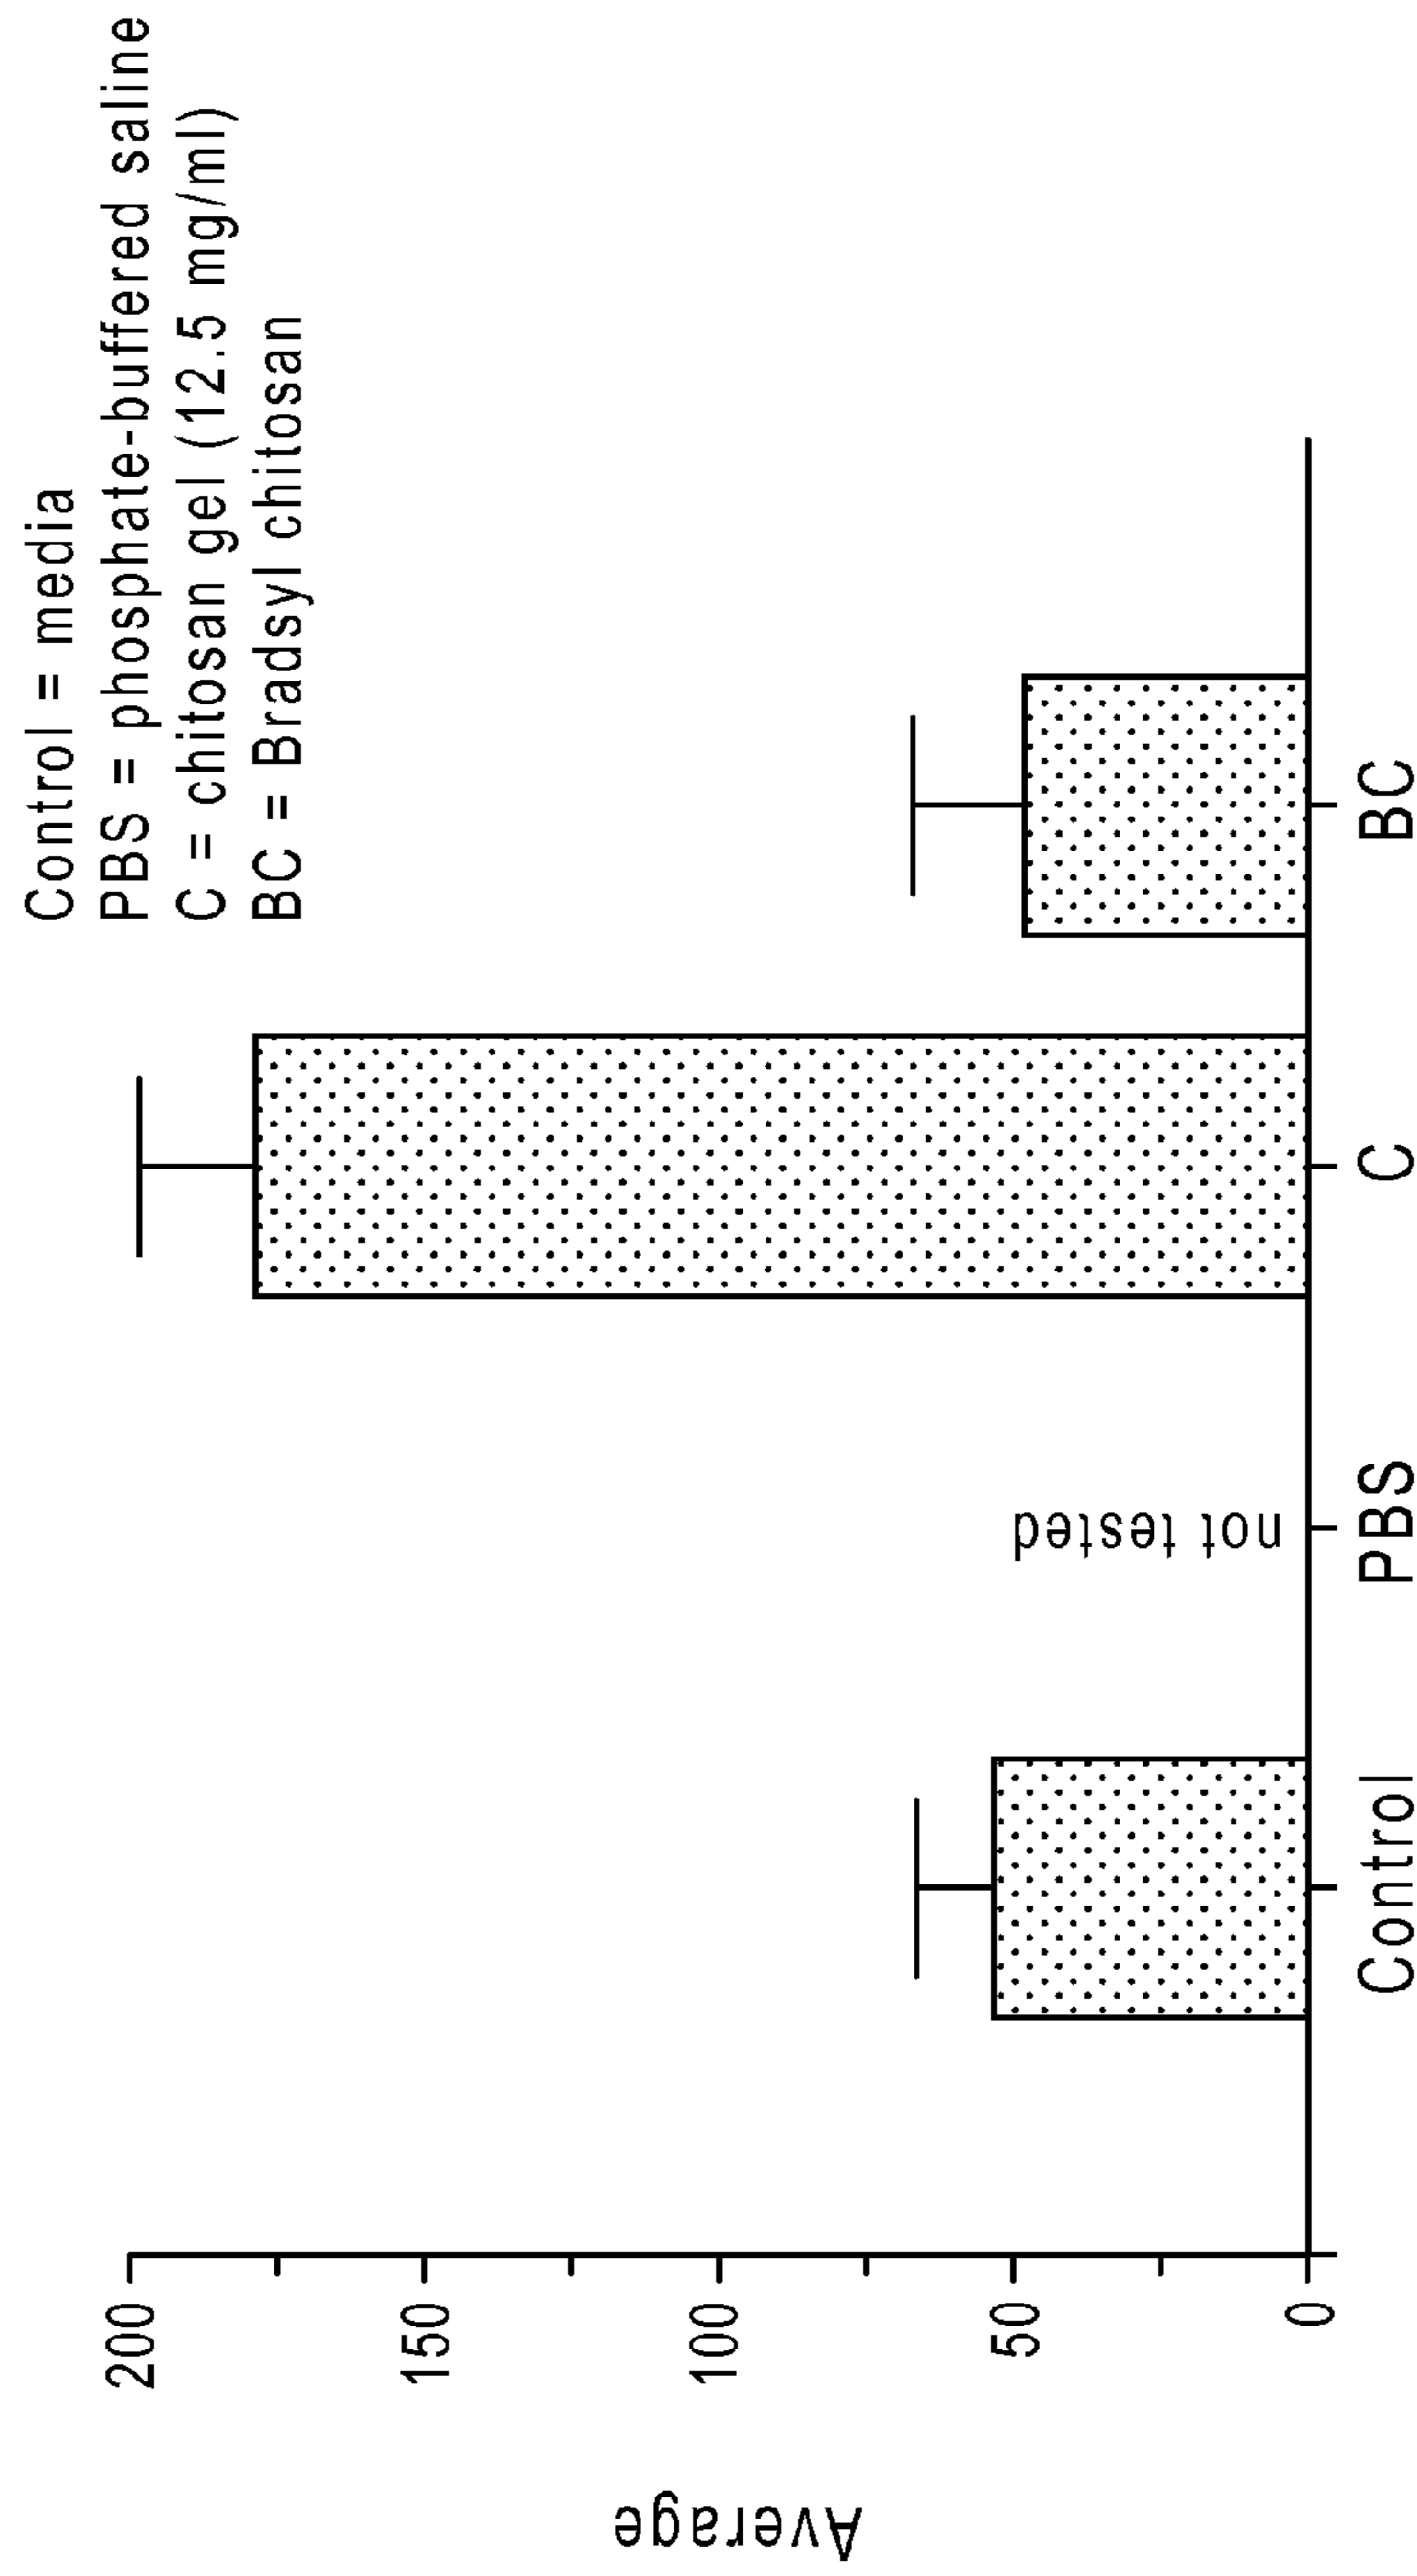 Control = media
PBS = phosphate-buffered saline
C = chitosan gel (12.5 mg/ml)
BC = Bradsyl chitosan
200
150
100
50
0
Average
not tested
Control
PBS
C
BC